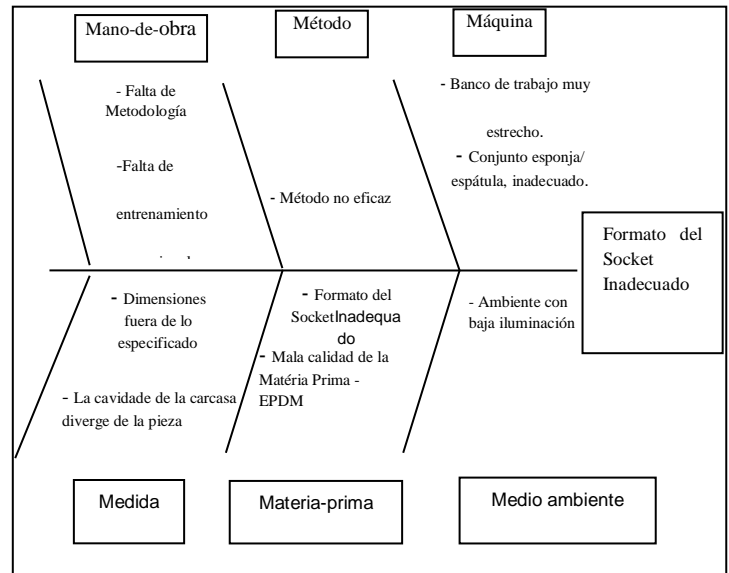 Mano-de-obra
Método
Máquina
- Falta de
Metodología
-Falta de
entrenamiento
- Método no eficaz
- Banco de trabajo muy
estrecho.
- Conjunto esponja/
espátula, inadecuado.
Formato del
Socket
Inadecuado
- Dimensiones
fuera de lo
especificado
- La cavidade de la carcasa
diverge de la pieza
- Formato del
SocketInadequa
do
- Mala calidad de la
Matéria Prima -
EPDM
- Ambiente con
baja iluminación
Medida
Materia-prima
Medio ambiente